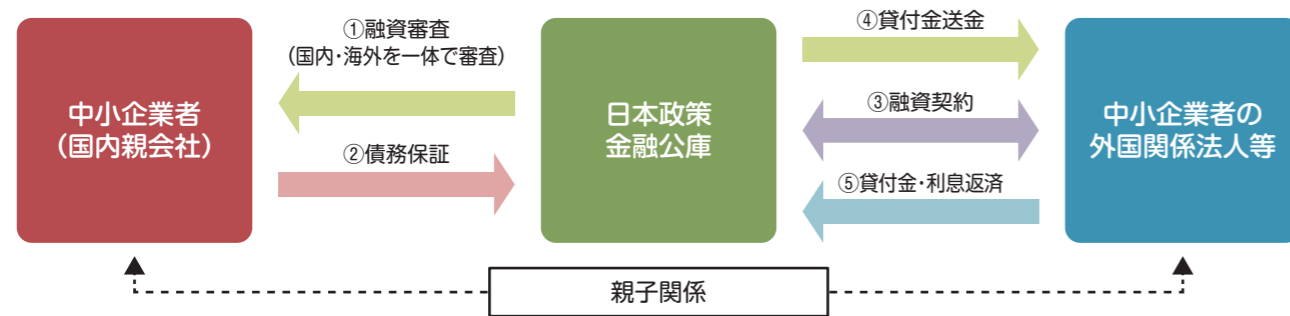 ①融資審査
(国内・海外を一体で審査)
④貸付金送金
中小企業者
(国内親会社)
日本政策
金融公庫
③融資契約
中小企業者の
外国関係法人等
②債務保証
⑤貸付金・利息返済
親子関係